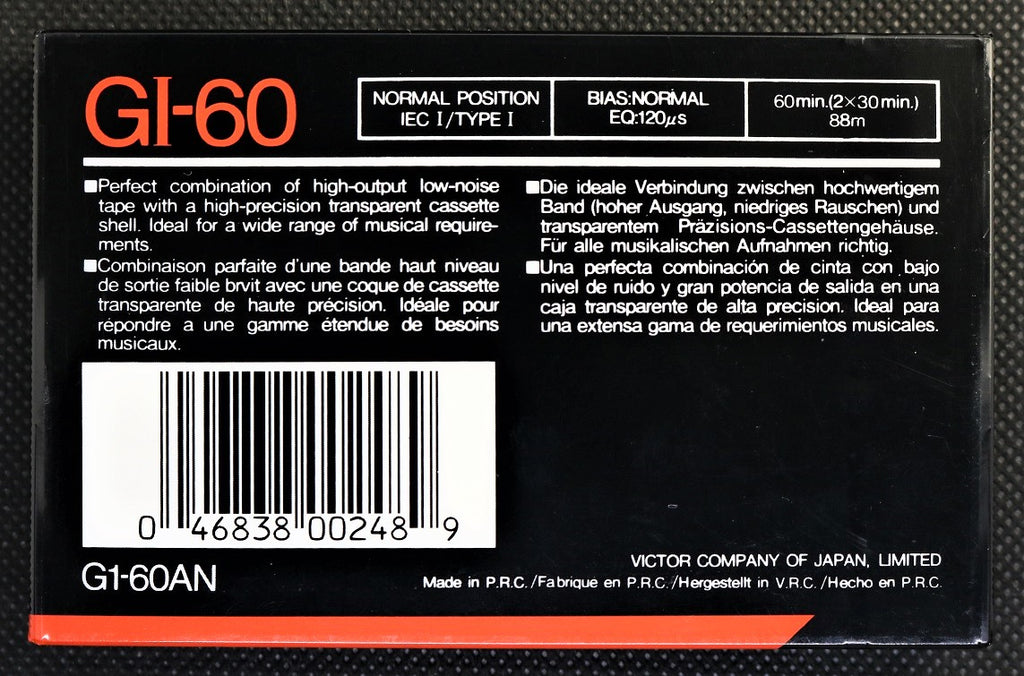 GI-60
NORMAL POSITION
IEC I/TYPE I
BIAS:NORMAL
EQ:120µs
60min.(2×30min.)
88m
■Perfect combination of high-output low-noise
tape with a high-precision transparent cassette
shell. Ideal for a wide range of musical require-
ments.
■Combinaison parfaite d'une bande haut niveau
de sortie faible brvit avec une coque de cassette
transparente de haute précision. Idéale pour
répondre a une gamme étendue de besoins
musicaux.
■Die ideale Verbindung zwischen hochwertigem
Band (hoher Ausgang, niedriges Rauschen) und
transparentem Präzisions-Cassettengehäuse.
Für alle musikalischen Aufnahmen richtig.
■Una perfecta combinación de cinta con bajo
nivel de ruido y gran potencia de salida en una
caja transparente de alta precision. Ideal para
una extensa gama de requerimientos musicales.
0 46838 00248 9
G1-60AN
VICTOR COMPANY OF JAPAN, LIMITED
Made in P.R.C./Fabriqué en P.R.C./Hergestellt in V.R.C./Hecho en P.R.C.